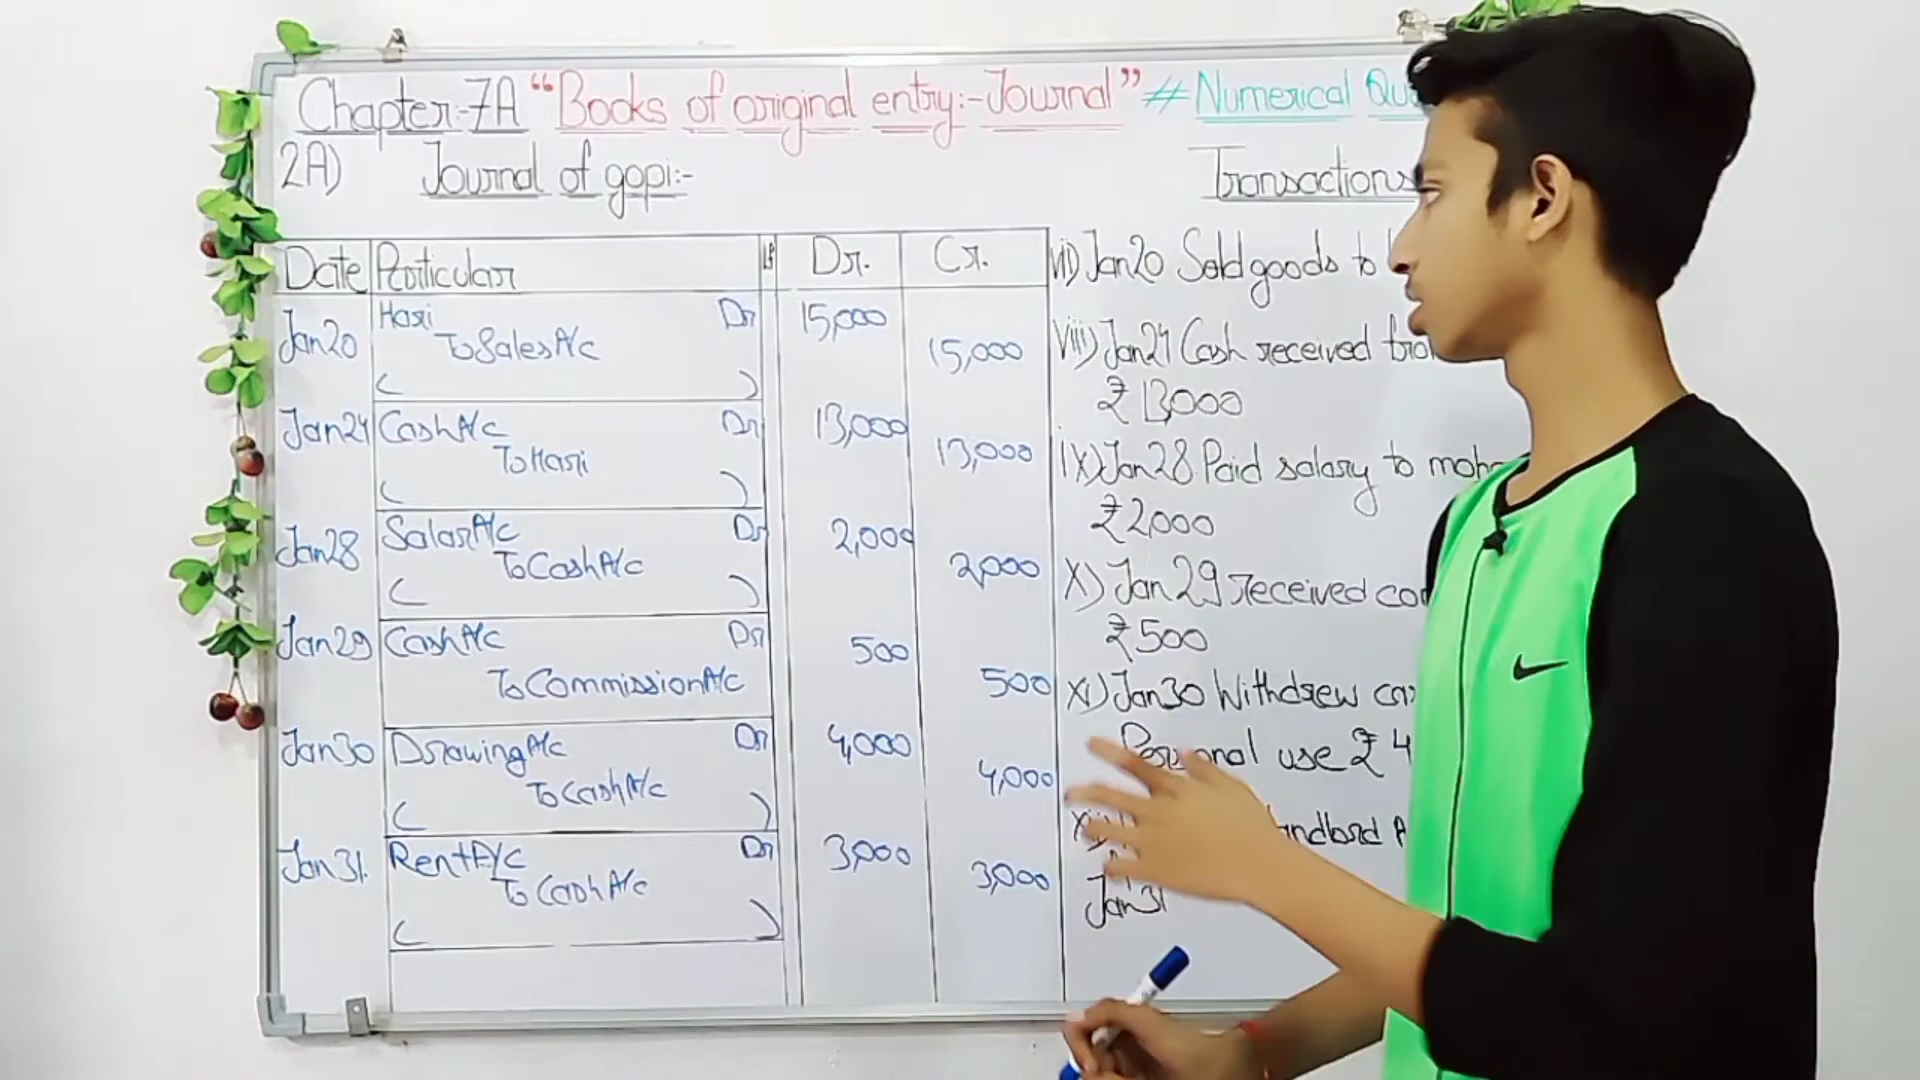 Chapter:-7A "Books of original entry:-Journal" # Numerical
2A) Journal of gopi:-
Transactions
Date Particular LF Dr. Cr.
Jan20 Hari Dr 15,000
To Sales A/c 15,000
( )
Jan24 Cash A/c Dr 13,000
To Hari 13,000
( )
Jan28 Salar A/c Dr 2,000
To Cash A/c 2,000
( )
Jan29 Cash A/c Dr 500
To Commission A/c 500
Jan30 Drawing A/c Dr 4,000
To Cash A/c 4,000
( )
Jan31. Rent A/c Dr 3,000
To Cash A/c 3,000
( )
vii) Jan20 Sold goods to
viii) Jan24 Cash received
₹ 13,000
ix) Jan28 Paid salary to
₹ 2,000
x) Jan29 received
₹ 500
xi) Jan30 Withdrew
Personal use ₹ 4
Jan31